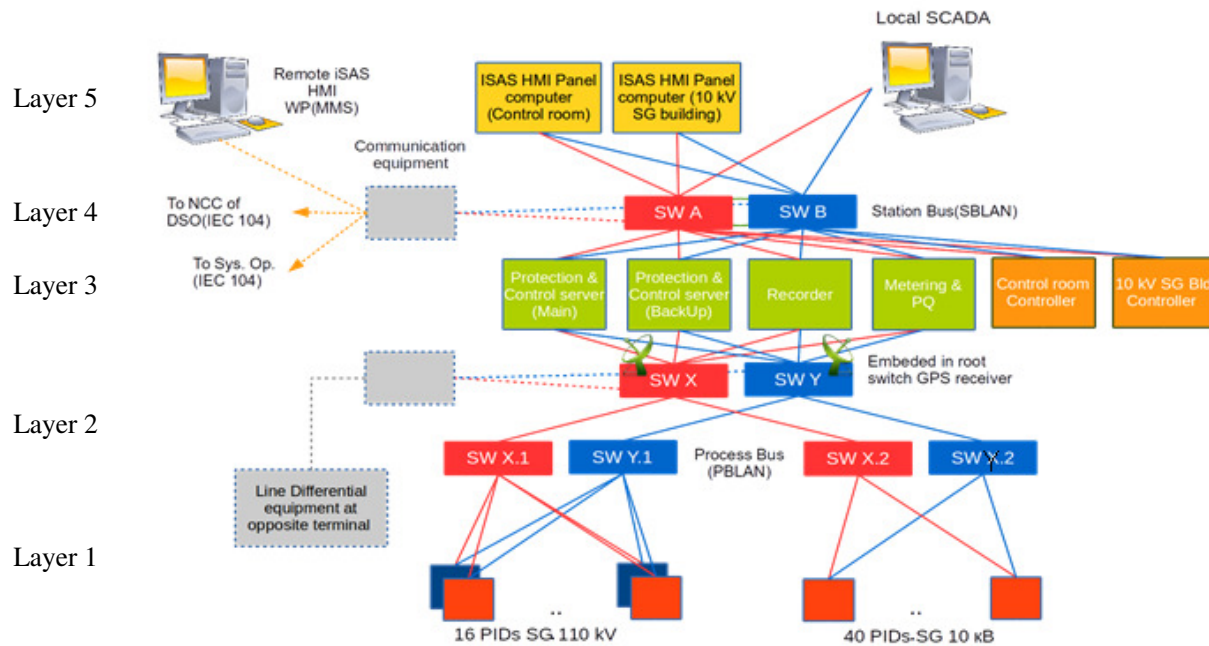 Local SCADA
Layer 5
Remote iSAS
HMI
WP(MMS)
ISAS HMI Panel
computer
(Control room)
ISAS HMI Panel
computer (10 kV
SG building)
Communication
equipment
Layer 4
To NCC of
DSO(IEC 104)
SW A
SW B
Station Bus(SBLAN)
To Sys. Op.
(IEC 104)
Layer 3
Protection &
Control server
(Main)
Protection &
Control server
(BackUp)
Recorder
Metering &
PQ
Control room
Controller
10 kV SG Bld
Controller
SW X
SW Y
Embeded in root
switch GPS receiver
Layer 2
SW X.1
SW Y.1
Process Bus
(PBLAN)
SW X.2
SW Y.2
Line Differential
equipment at
opposite terminal
Layer 1
..
..
16 PIDs SG 110 kV
40 PIDs-SG 10 кВ